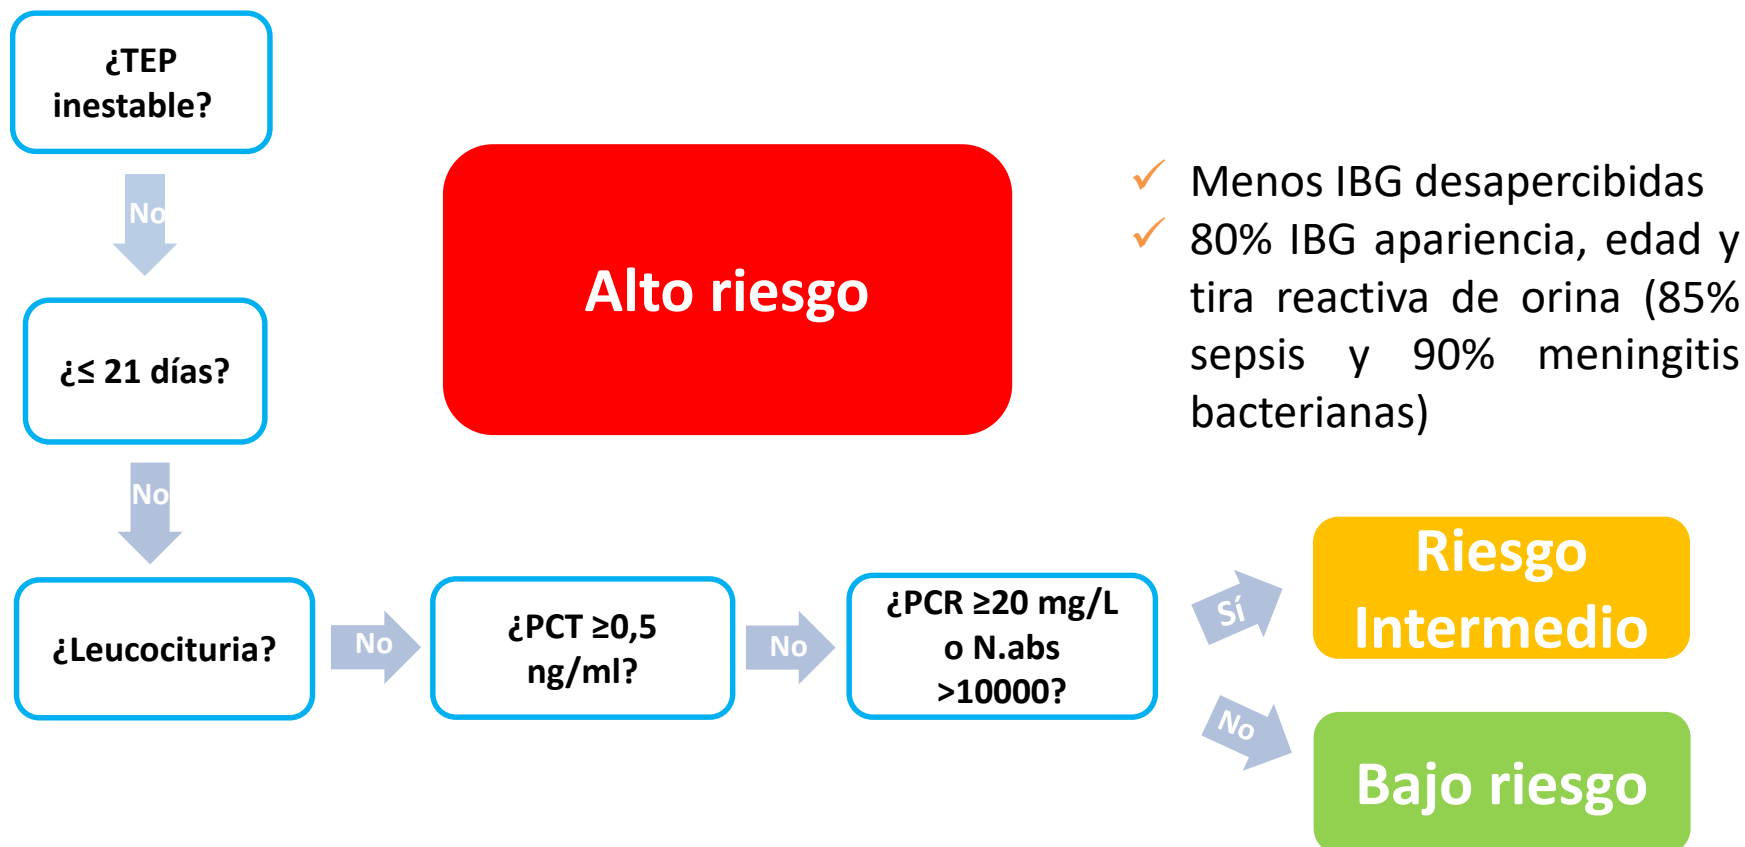 ¿TEP
inestable?
No
¿≤ 21 días?
No
¿Leucocituria?
No
¿PCT ≥0,5
ng/ml?
No
¿PCR ≥20 mg/L
o N.abs
>10000?
Sí
No
Alto riesgo
Riesgo
Intermedio
Bajo riesgo
✓ Menos IBG desapercibidas
✓ 80% IBG apariencia, edad y
tira reactiva de orina (85%
sepsis y 90% meningitis
bacterianas)